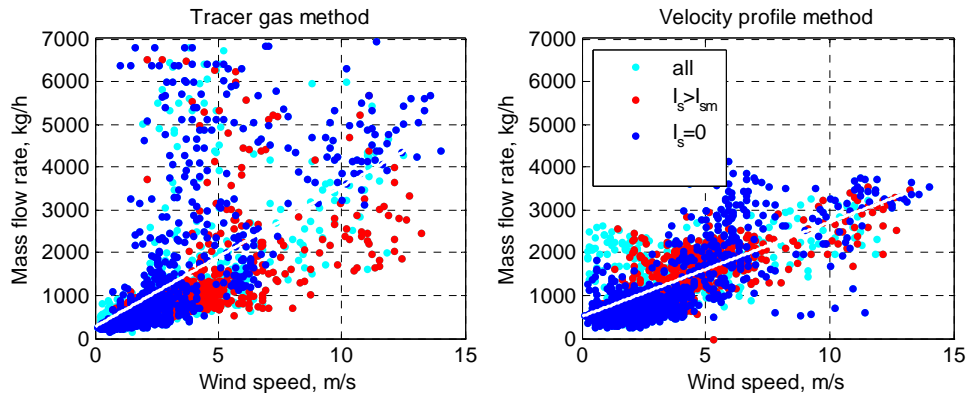 Tracer gas method
Velocity profile method
7000
6000
5000
4000
3000
2000
1000
0
Mass flow rate, kg/h
0
5
10
15
Wind speed, m/s
7000
6000
5000
4000
3000
2000
1000
0
Mass flow rate, kg/h
0
5
10
15
Wind speed, m/s
all
Is>Ism
Is=0